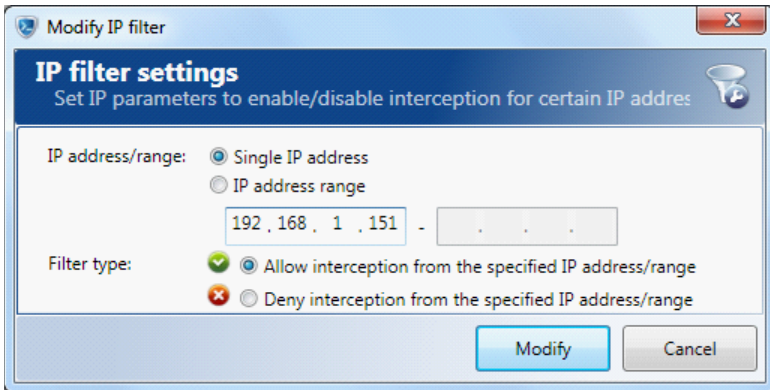 Modify IP filter
IP filter settings
Set IP parameters to enable/disable interception for certain IP addres
IP address/range:
Single IP address
IP address range
192 . 168 . 1 . 151 - . . .
Filter type:
Allow interception from the specified IP address/range
Deny interception from the specified IP address/range
Modify
Cancel